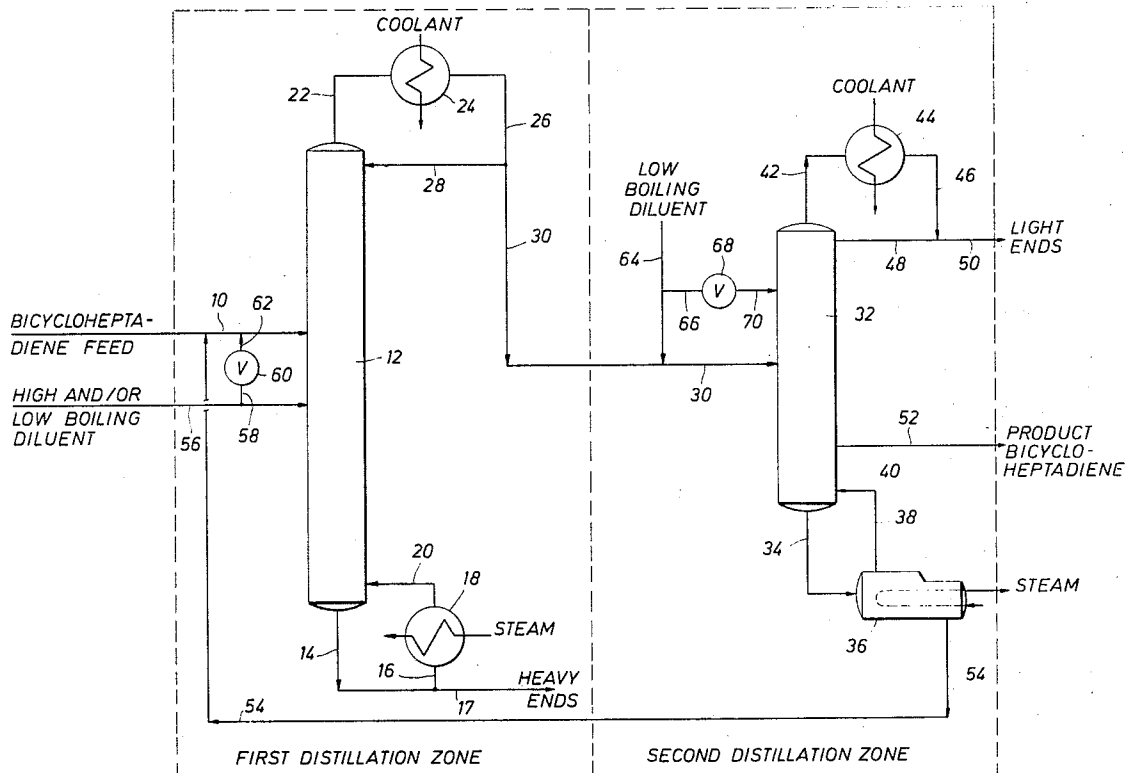 COOLANT
22
24
26
28
30
COOLANT
44
42
46
LOW
BOILING
DILUENT
64
68
V
66
70
48
50
LIGHT
ENDS
32
30
BICYCLOHEPTA-
DIENE FEED
10
62
V
60
12
HIGH AND/OR
LOW BOILING
DILUENT
56
58
52
PRODUCT
BICYCLO-
HEPTADIENE
40
38
34
36
STEAM
54
20
18
STEAM
14
16
17
HEAVY
ENDS
54
FIRST DISTILLATION ZONE
SECOND DISTILLATION ZONE